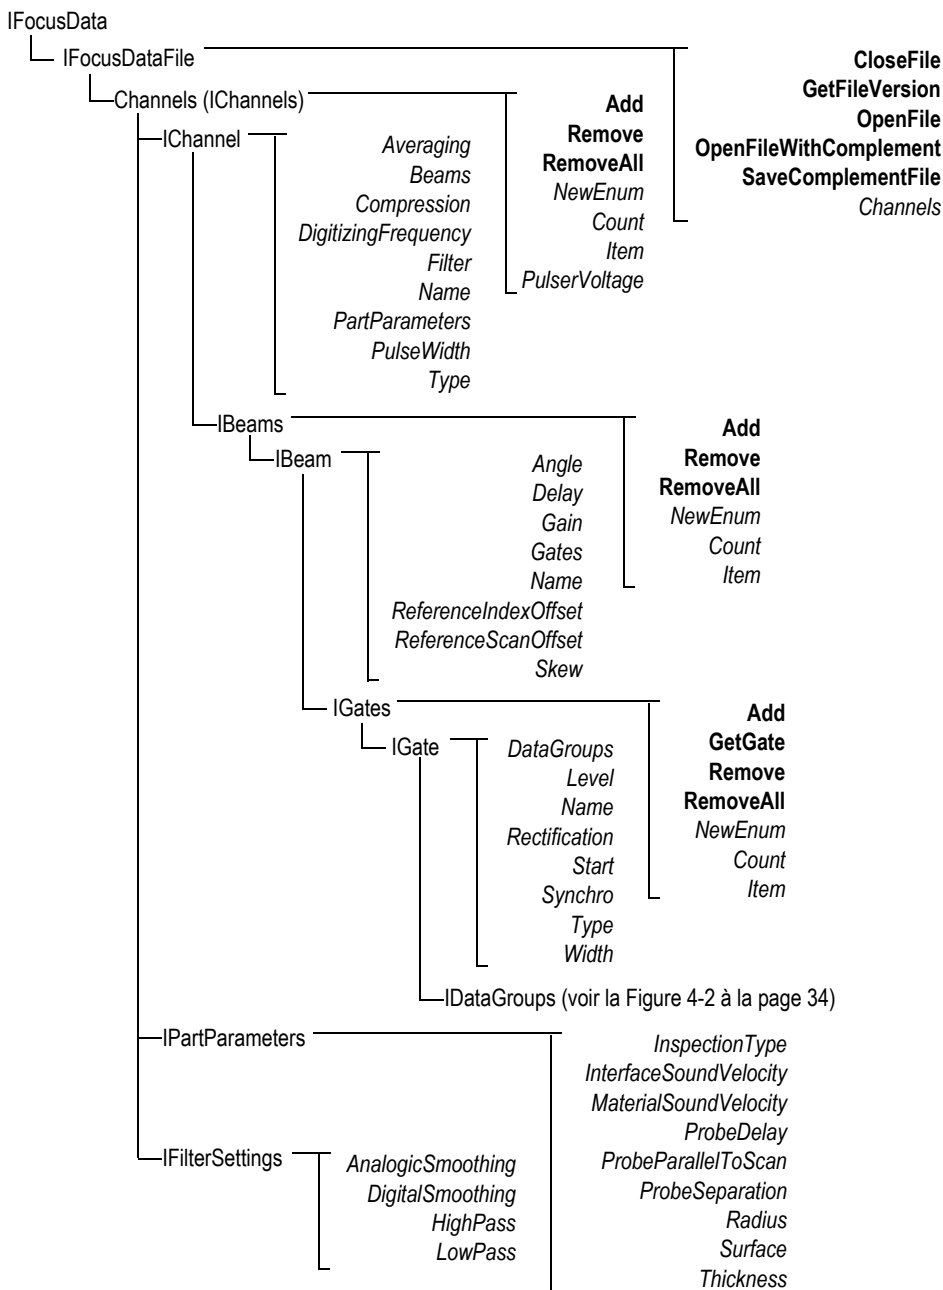 IFocusData
IFocusDataFile
CloseFile
GetFileVersion
OpenFile
OpenFileWithComplement
SaveComplementFile
Channels
Channels (IChannels)
Add
Remove
RemoveAll
NewEnum
Count
Item
PulserVoltage
IChannel
Averaging
Beams
Compression
DigitizingFrequency
Filter
Name
PartParameters
PulseWidth
Type
IBeams
Add
Remove
RemoveAll
NewEnum
Count
Item
IBeam
Angle
Delay
Gain
Gates
Name
ReferenceIndexOffset
ReferenceScanOffset
Skew
IGates
Add
GetGate
Remove
RemoveAll
NewEnum
Count
Item
IGate
DataGroups
Level
Name
Rectification
Start
Synchro
Type
Width
IDataGroups (voir la Figure 4-2 à la page 34)
IPartParameters
InspectionType
InterfaceSoundVelocity
MaterialSoundVelocity
ProbeDelay
ProbeParallelToScan
ProbeSeparation
Radius
Surface
Thickness
IFilterSettings
AnalogicSmoothing
DigitalSmoothing
HighPass
LowPass